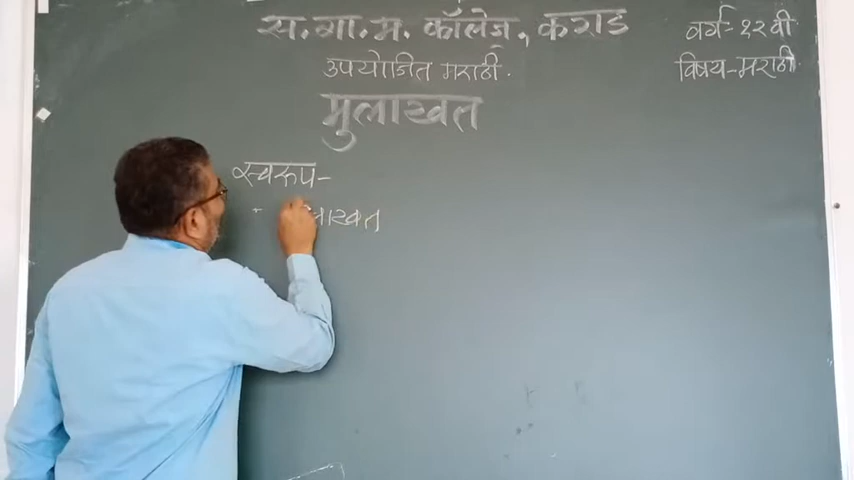 स.गा.म. कॉलेज, कराड
वर्ग- १२वी
उपयोजित मराठी.
विषय-मराठी
मुलाखत
स्वरूप-